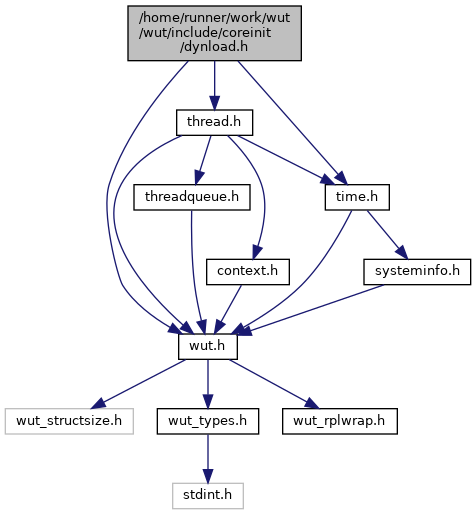 /home/runner/work/wut
/wut/include/coreinit
/dynload.h
thread.h
threadqueue.h
time.h
context.h
systeminfo.h
wut.h
wut_structsize.h
wut_types.h
wut_rplwrap.h
stdint.h